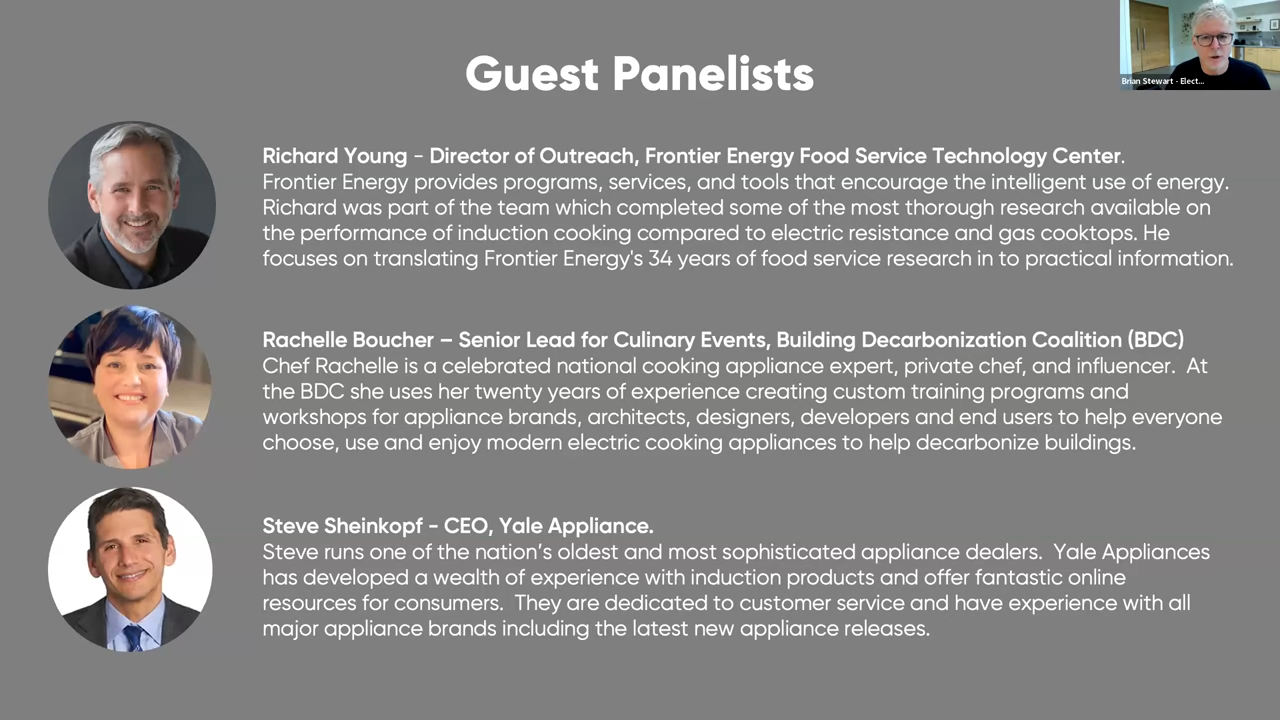 Guest Panelists
Brian Stewart - Elect...
Richard Young - Director of Outreach, Frontier Energy Food Service Technology Center.
Frontier Energy provides programs, services, and tools that encourage the intelligent use of energy.
Richard was part of the team which completed some of the most thorough research available on
the performance of induction cooking compared to electric resistance and gas cooktops. He
focuses on translating Frontier Energy's 34 years of food service research in to practical information.
Rachelle Boucher – Senior Lead for Culinary Events, Building Decarbonization Coalition (BDC)
Chef Rachelle is a celebrated national cooking appliance expert, private chef, and influencer.  At
the BDC she uses her twenty years of experience creating custom training programs and
workshops for appliance brands, architects, designers, developers and end users to help everyone
choose, use and enjoy modern electric cooking appliances to help decarbonize buildings.
Steve Sheinkopf - CEO, Yale Appliance.
Steve runs one of the nation’s oldest and most sophisticated appliance dealers.  Yale Appliances
has developed a wealth of experience with induction products and offer fantastic online
resources for consumers.  They are dedicated to customer service and have experience with all
major appliance brands including the latest new appliance releases.